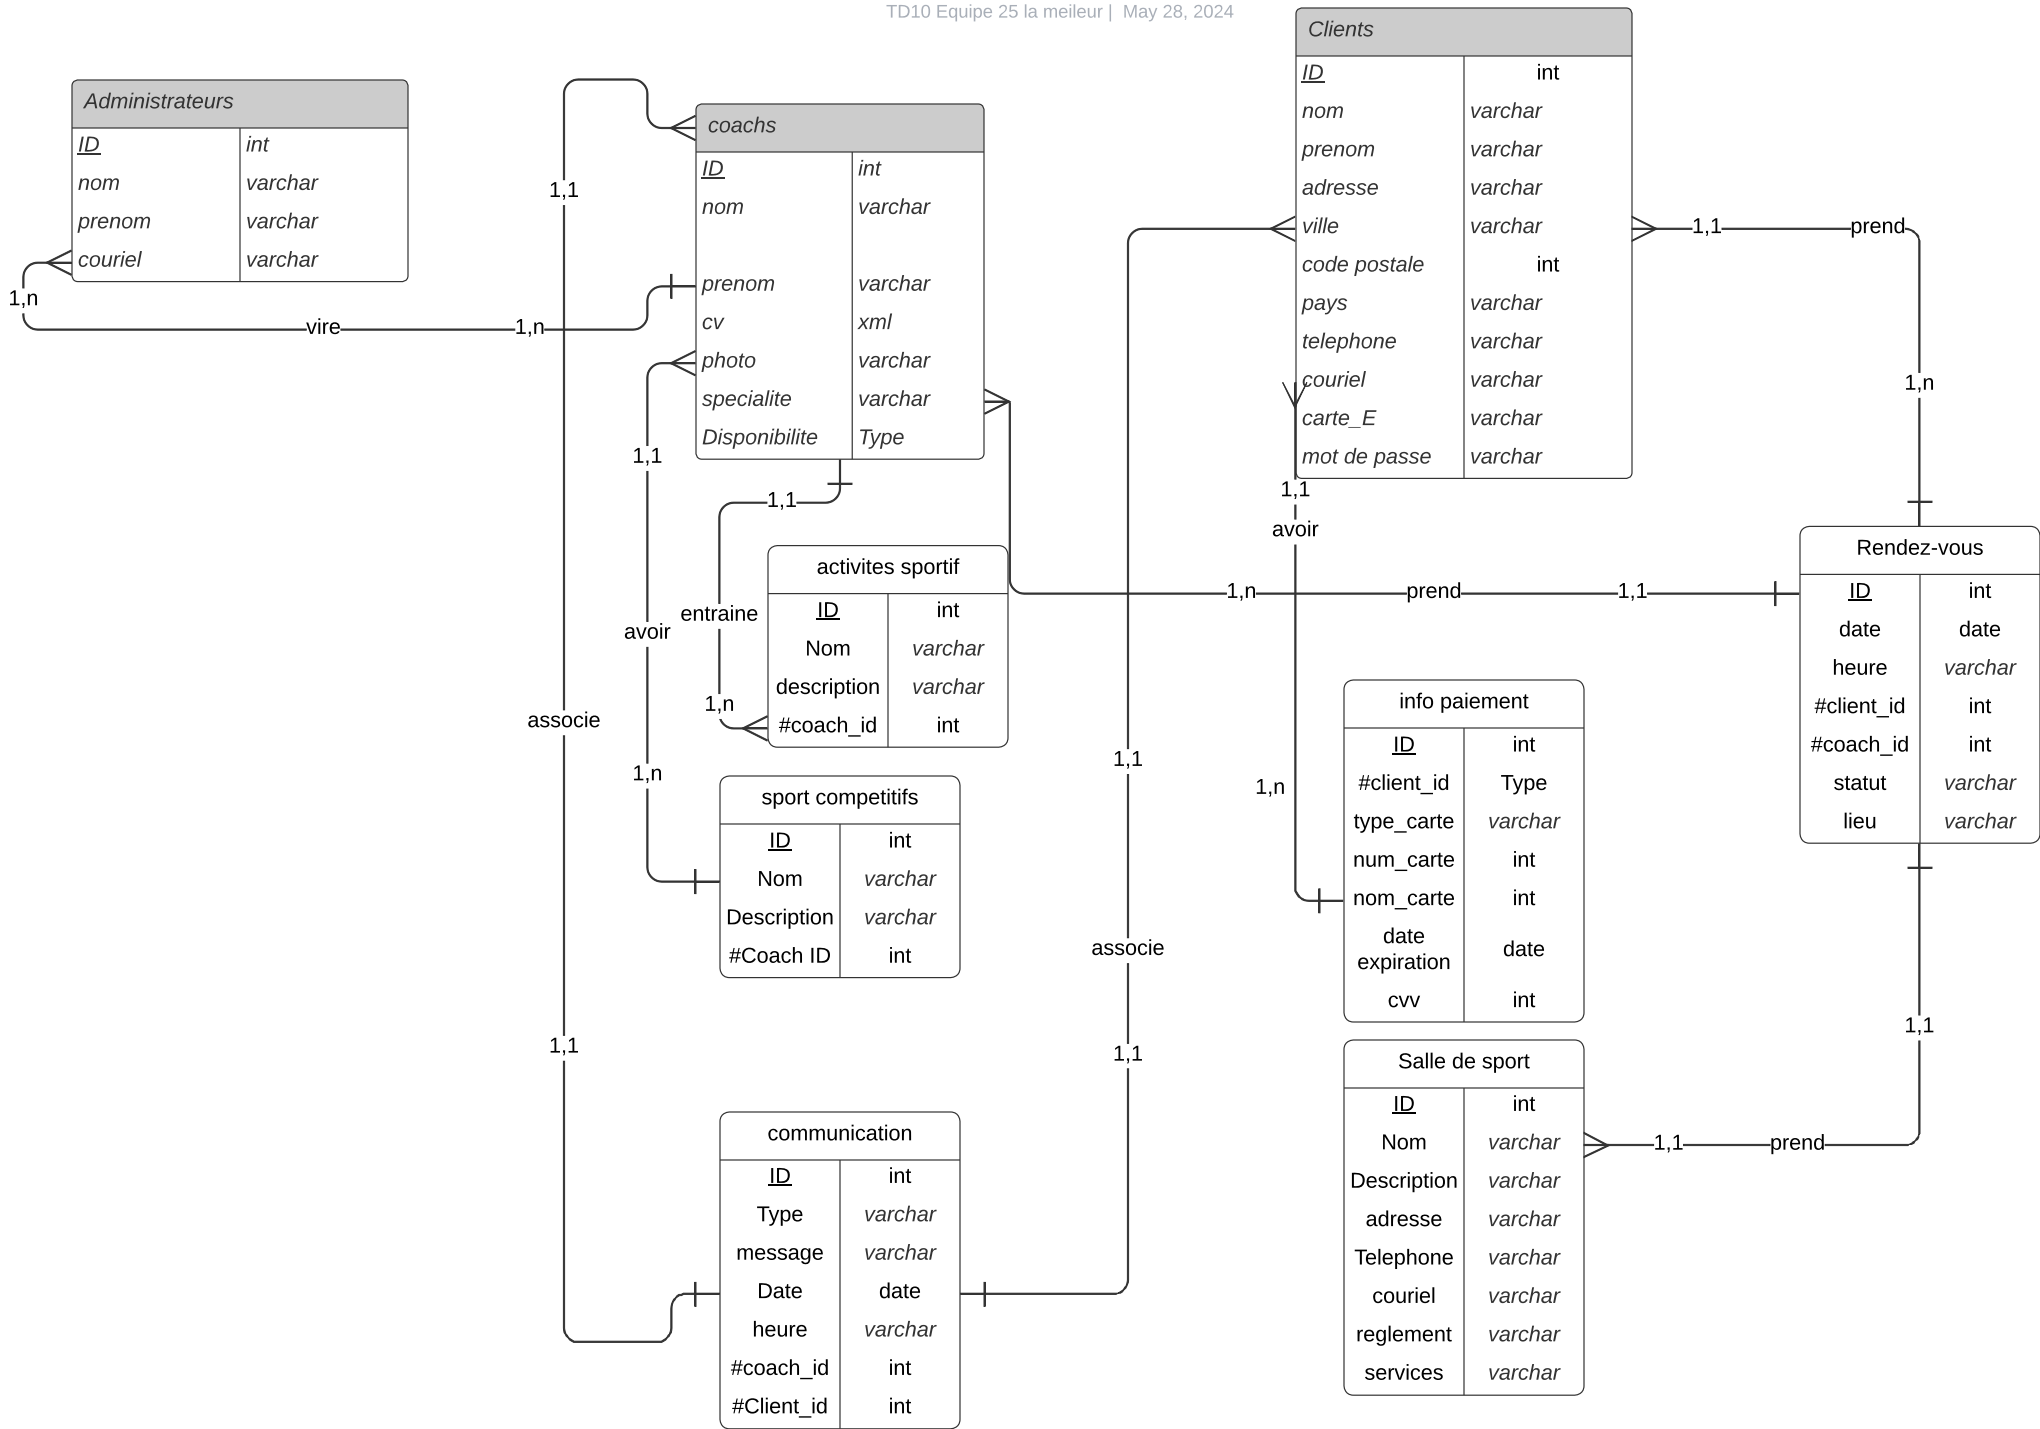 TD10 Equipe 25 la meileur | May 28, 2024
Administrateurs
ID int
nom varchar
prenom varchar
couriel varchar
1,n
vire
1,n
coachs
ID int
nom varchar
prenom varchar
cv xml
photo varchar
specialite varchar
Disponibilite Type
Clients
ID int
nom varchar
prenom varchar
adresse varchar
ville varchar
code postale int
pays varchar
telephone varchar
couriel varchar
carte_E varchar
mot de passe varchar
1,1
prend
1,n
1,1
associe
1,1
1,1
avoir
1,n
1,1
entraine
1,n
activites sportif
ID int
Nom varchar
description varchar
#coach_id int
sport competitifs
ID int
Nom varchar
Description varchar
#Coach ID int
1,n
prend
1,1
1,1
avoir
1,n
1,1
associe
1,1
Rendez-vous
ID int
date date
heure varchar
#client_id int
#coach_id int
statut varchar
lieu varchar
info paiement
ID int
#client_id Type
type_carte varchar
num_carte int
nom_carte int
date
expiration date
cvv int
1,1
1,1
prend
Salle de sport
ID int
Nom varchar
Description varchar
adresse varchar
Telephone varchar
couriel varchar
reglement varchar
services varchar
communication
ID int
Type varchar
message varchar
Date date
heure varchar
#coach_id int
#Client_id int